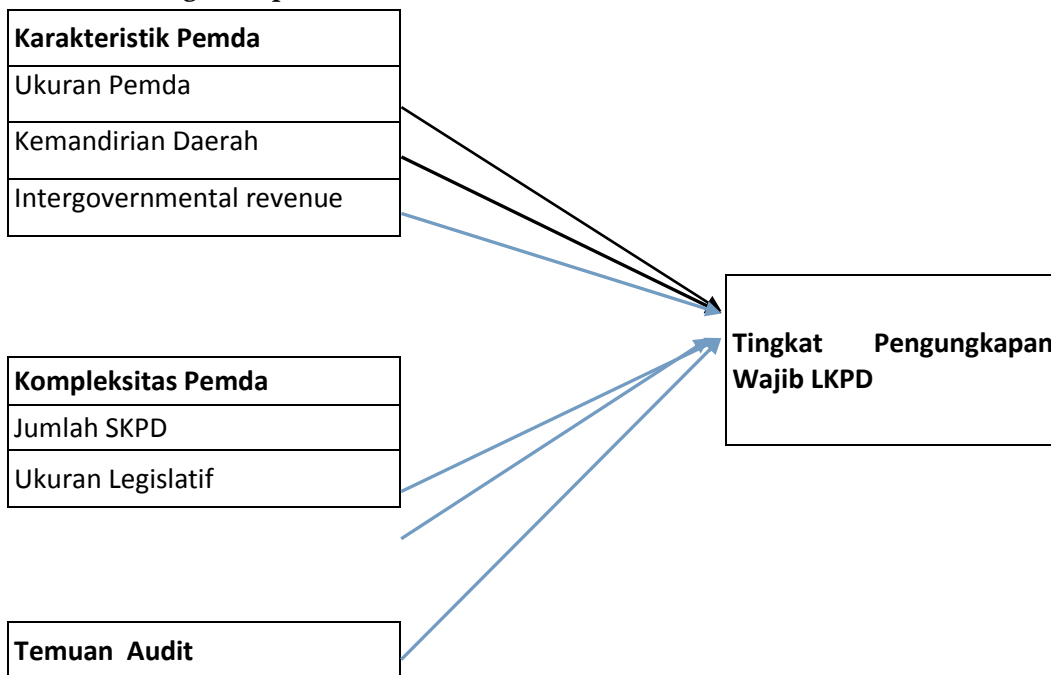 Karakteristik Pemda
Ukuran Pemda
Kemandirian Daerah
Intergovernmental revenue
Tingkat Pengungkapan
Wajib LKPD
Kompleksitas Pemda
Jumlah SKPD
Ukuran Legislatif
Temuan Audit